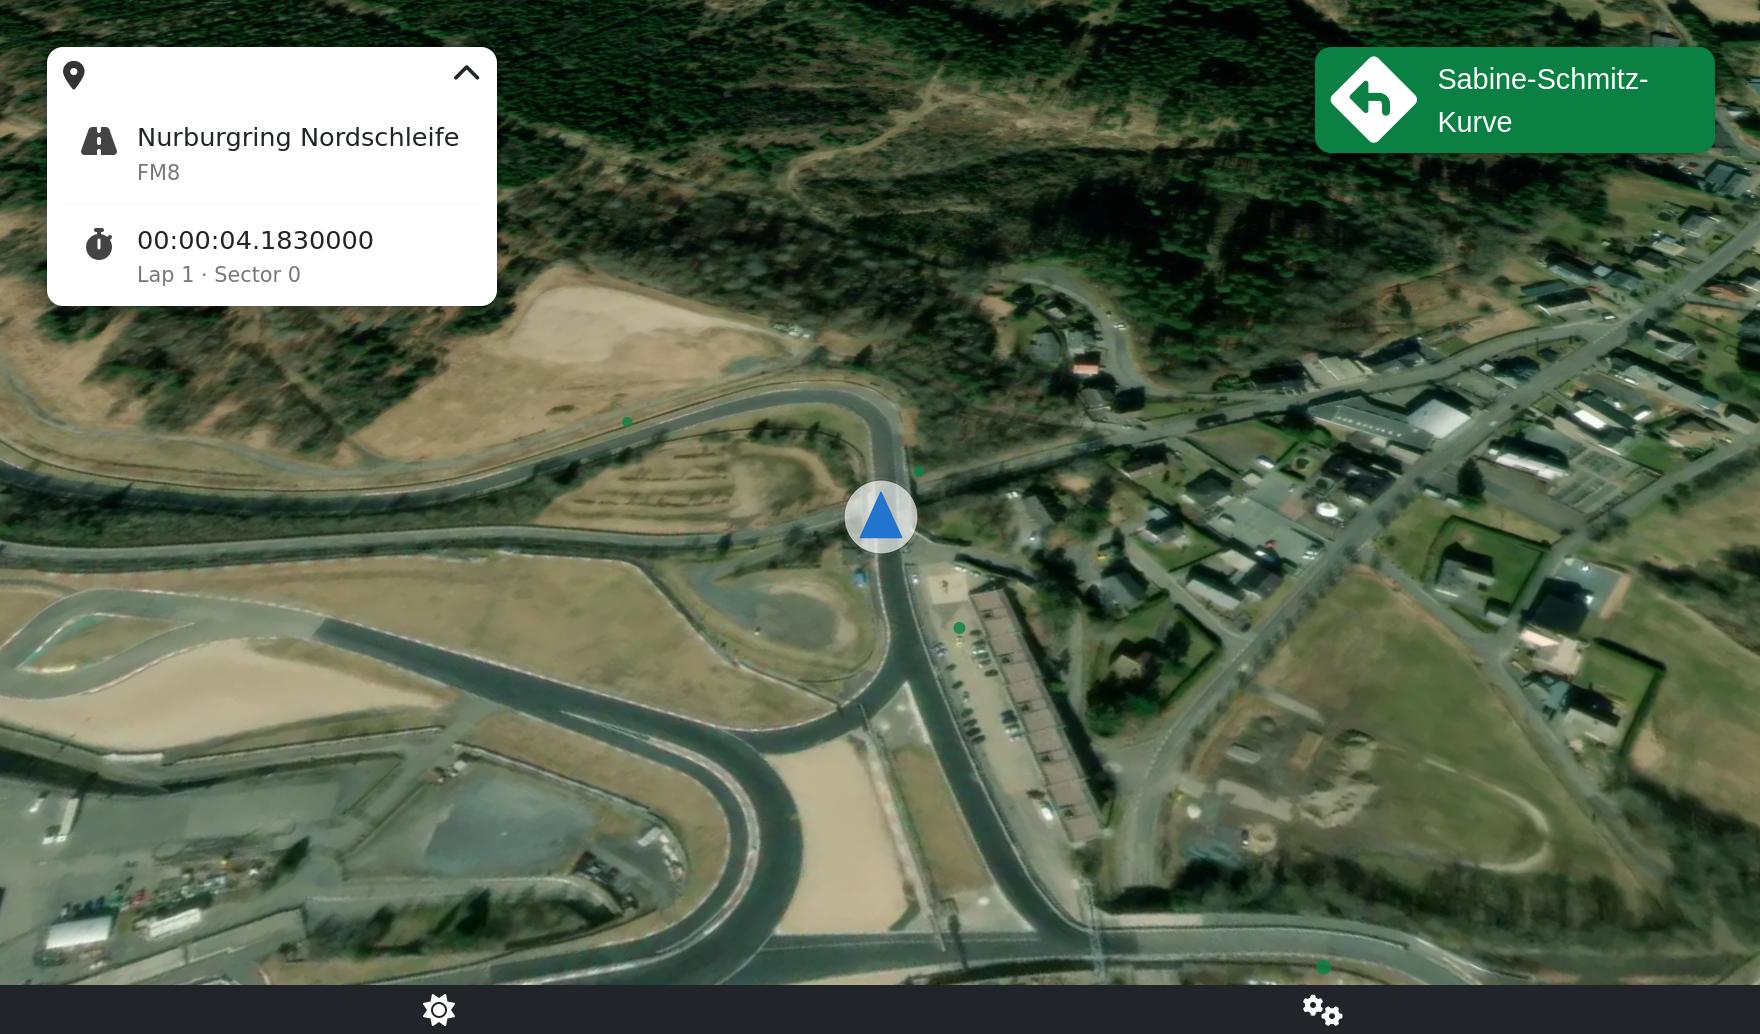 Nurburgring Nordschleife
FM8
00:00:04.1830000
Lap 1 · Sector 0
Sabine-Schmitz-
Kurve